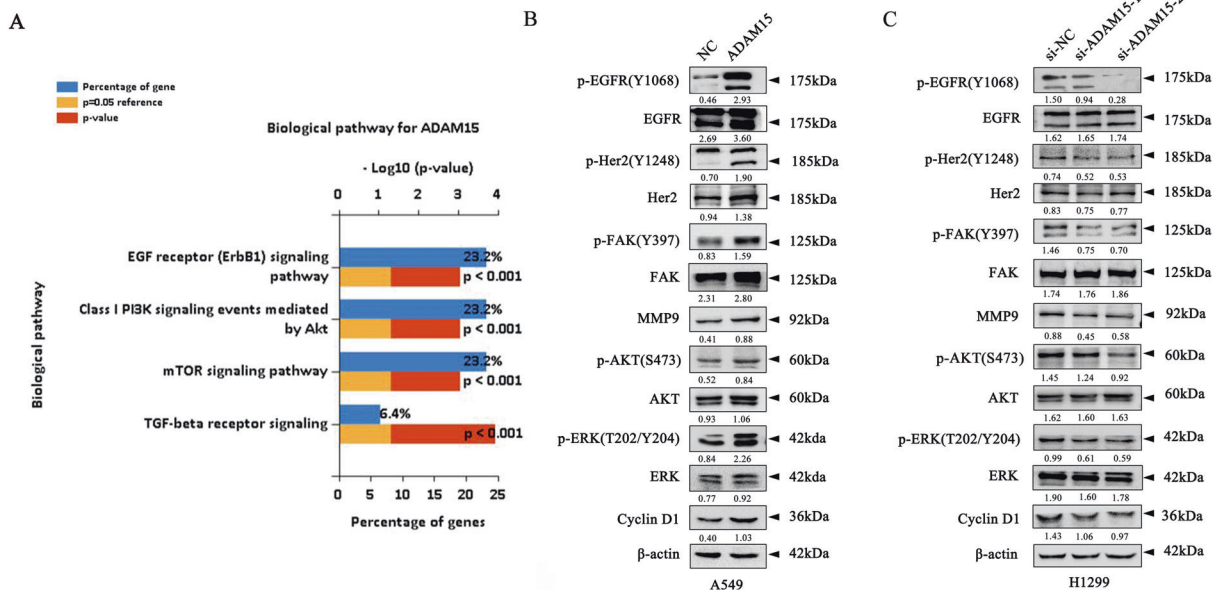 A
Percentage of gene
p=0.05 reference
p-value
Biological pathway for ADAM15
- Log10 (p-value)
0 1 2 3 4
EGF receptor (ErbB1) signaling
pathway
23.2%
p < 0.001
Class I PI3K signaling events mediated
by Akt
23.2%
p < 0.001
mTOR signaling pathway
23.2%
p < 0.001
TGF-beta receptor signaling
6.4%
p < 0.001
0 5 10 15 20 25
Percentage of genes
Biological pathway
B
NC ADAM15
p-EGFR(Y1068) 175kDa
0.46 2.93
EGFR 175kDa
2.69 3.60
p-Her2(Y1248) 185kDa
0.70 1.90
Her2 185kDa
0.94 1.38
p-FAK(Y397) 125kDa
0.83 1.59
FAK 125kDa
2.31 2.80
MMP9 92kDa
0.41 0.88
p-AKT(S473) 60kDa
0.52 0.84
AKT 60kDa
0.93 1.06
p-ERK(T202/Y204) 42kda
0.84 2.26
ERK 42kda
0.77 0.92
Cyclin D1 36kDa
0.40 1.03
β-actin 42kDa
A549
C
si-NC
p-EGFR(Y1068) 175kDa
1.50 0.94 0.28
EGFR 175kDa
1.62 1.65 1.74
p-Her2(Y1248) 185kDa
0.74 0.52 0.53
Her2 185kDa
0.83 0.75 0.77
p-FAK(Y397) 125kDa
1.46 0.75 0.70
FAK 125kDa
1.74 1.76 1.86
MMP9 92kDa
0.88 0.45 0.58
p-AKT(S473) 60kDa
1.45 1.24 0.92
AKT 60kDa
1.62 1.60 1.63
p-ERK(T202/Y204) 42kDa
0.99 0.61 0.59
ERK 42kDa
1.90 1.60 1.78
Cyclin D1 36kDa
1.43 1.06 0.97
β-actin 42kDa
H1299